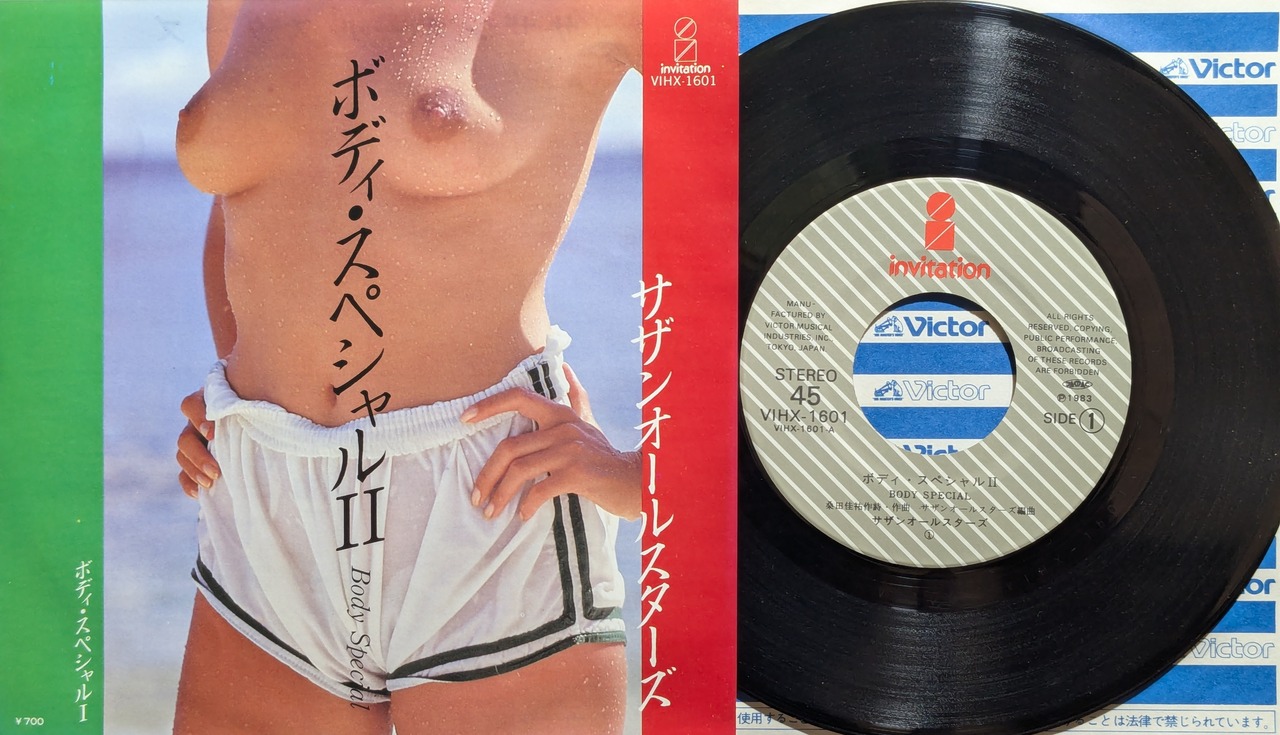 ボディ・スペシャルII
Body Special
ボディ・スペシャルI
¥700
invitation
VIHX-1601
サザンオールスターズ
Victor
Victor
invitation
MANU-
FACTURED BY
VICTOR MUSICAL
INDUSTRIES, INC.
TOKYO, JAPAN.
STEREO
45
VIHX-1601
VIHX-1601-A
ALL RIGHTS
RESERVED, COPYING,
PUBLIC PERFORMANCE,
BROADCASTING
OF THESE RECORDS
ARE FORBIDDEN
JASRAC
℗1983
SIDE 1
Victor
Victor
ボディ・スペシャルII
BODY SPECIAL
桑田佳祐作詩・作曲 サザンオールスターズ編曲
サザンオールスターズ
①
Victor
使用するこ
ことは法律で禁じられています。